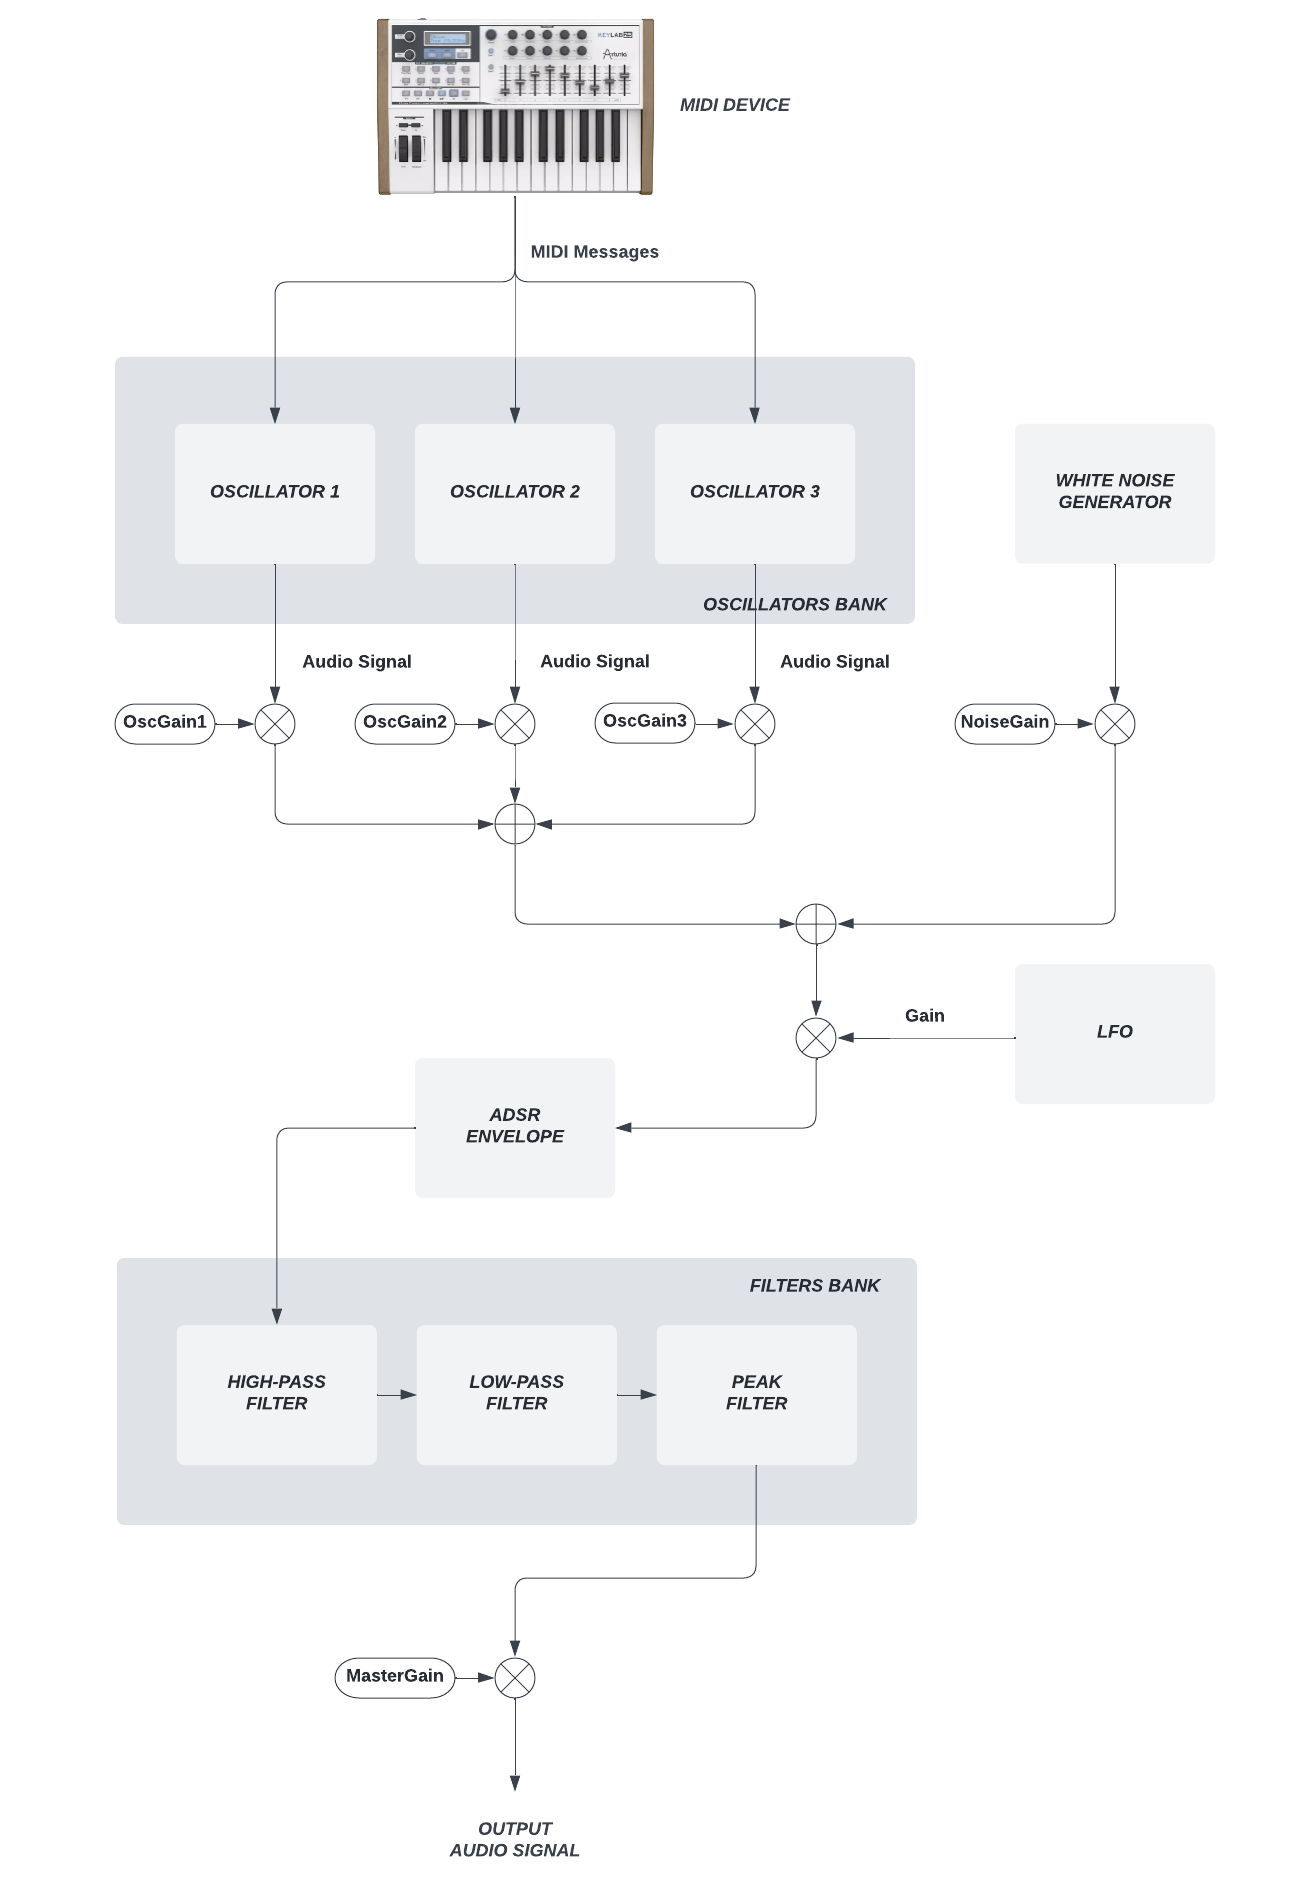 KEYLAB25
Arturia
MIDI DEVICE
MIDI Messages
OSCILLATOR 1
OSCILLATOR 2
OSCILLATOR 3
WHITE NOISE
GENERATOR
OSCILLATORS BANK
Audio Signal
Audio Signal
Audio Signal
OscGain1
OscGain2
OscGain3
NoiseGain
Gain
LFO
ADSR
ENVELOPE
FILTERS BANK
HIGH-PASS
FILTER
LOW-PASS
FILTER
PEAK
FILTER
MasterGain
OUTPUT
AUDIO SIGNAL